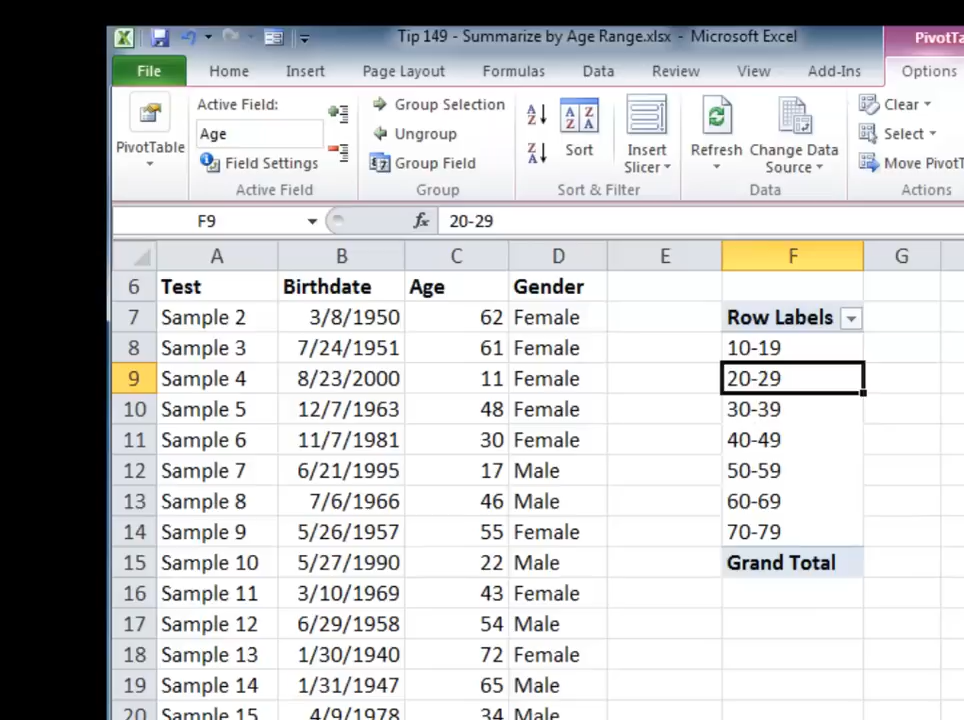 Tip 149 - Summarize by Age Range.xlsx - Microsoft Excel
File Home Insert Page Layout Formulas Data Review View Add-Ins Options
Active Field:
Age
Field Settings
Active Field
PivotTable
Group Selection
Ungroup
Group Field
Group
Sort
Insert Slicer
Sort & Filter
Refresh
Change Data Source
Data
Clear
Select
Actions
F9 fx 20-29
A B C D E F G
6 Test Birthdate Age Gender
7 Sample 2 3/8/1950 62 Female Row Labels
8 Sample 3 7/24/1951 61 Female 10-19
9 Sample 4 8/23/2000 11 Female 20-29
10 Sample 5 12/7/1963 48 Female 30-39
11 Sample 6 11/7/1981 30 Female 40-49
12 Sample 7 6/21/1995 17 Male 50-59
13 Sample 8 7/6/1966 46 Male 60-69
14 Sample 9 5/26/1957 55 Female 70-79
15 Sample 10 5/27/1990 22 Male Grand Total
16 Sample 11 3/10/1969 43 Female
17 Sample 12 6/29/1958 54 Male
18 Sample 13 1/30/1940 72 Female
19 Sample 14 1/31/1947 65 Male
20 Sample 15 4/9/1978 34 Male